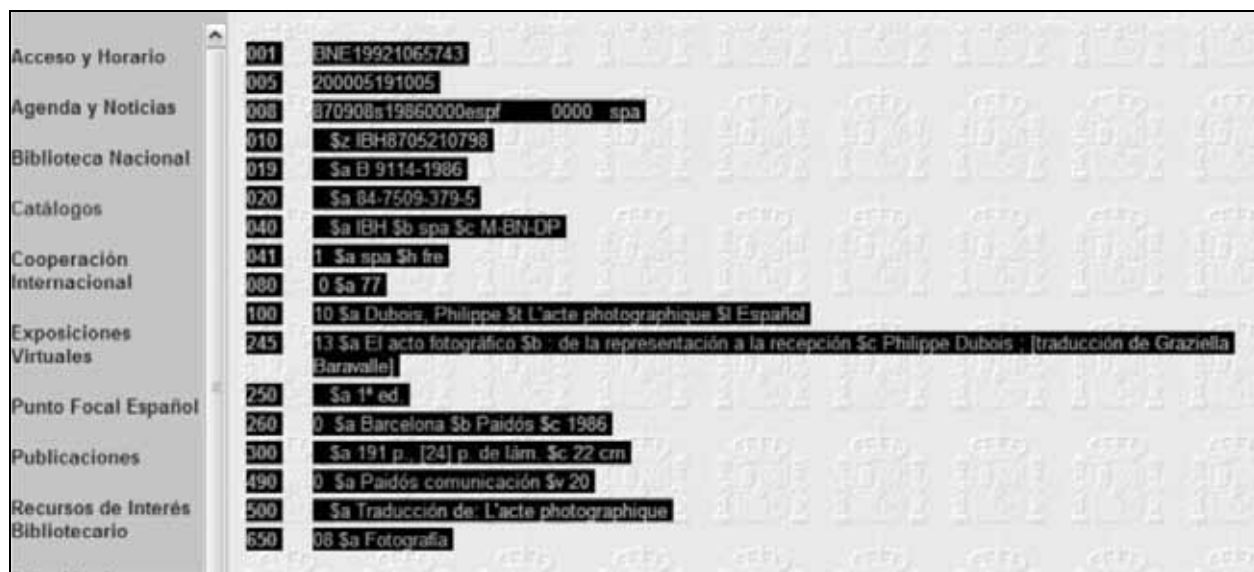 Acceso y Horario
Agenda y Noticias
Biblioteca Nacional
Catálogos
Cooperación
Internacional
Exposiciones
Virtuales
Punto Focal Español
Publicaciones
Recursos de Interés
Bibliotecario
001 BNE19921065743
005 200005191005
008 870908s19860000espf 0000 spa
010 $z IBH8705210798
019 $a B 9114-1986
020 $a 84-7509-379-5
040 $a IBH $b spa $c M-BN-DP
041 1 $a spa $h fre
080 0 $a 77
100 10 $a Dubois, Philippe $t L'acte photographique $l Español
245 13 $a El acto fotográfico $b : de la representación a la recepción $c Philippe Dubois ; [traducción de Graziella
Baravalle]
250 $a 1ª ed.
260 0 $a Barcelona $b Paidós $c 1986
300 $a 191 p., [24] p. de lám. $c 22 cm
490 0 $a Paidós comunicación $v 20
500 $a Traducción de: L'acte photographique
650 08 $a Fotografía